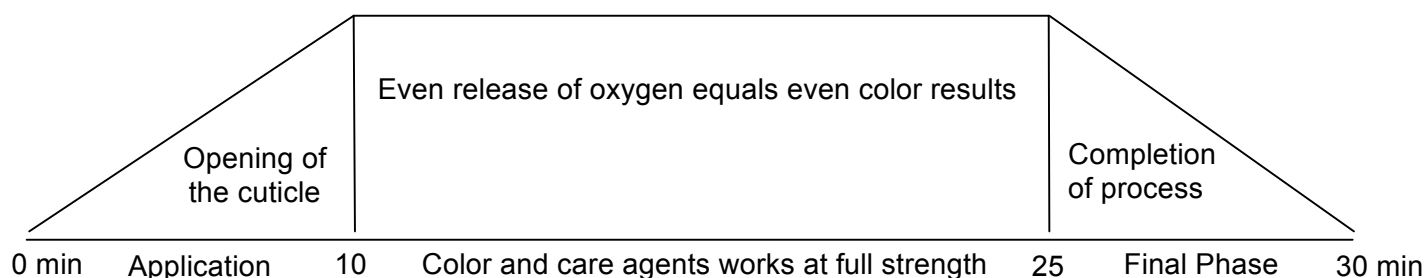 Even release of oxygen equals even color results
Opening of
the cuticle
Completion
of process
0 min Application 10 Color and care agents works at full strength 25 Final Phase 30 min